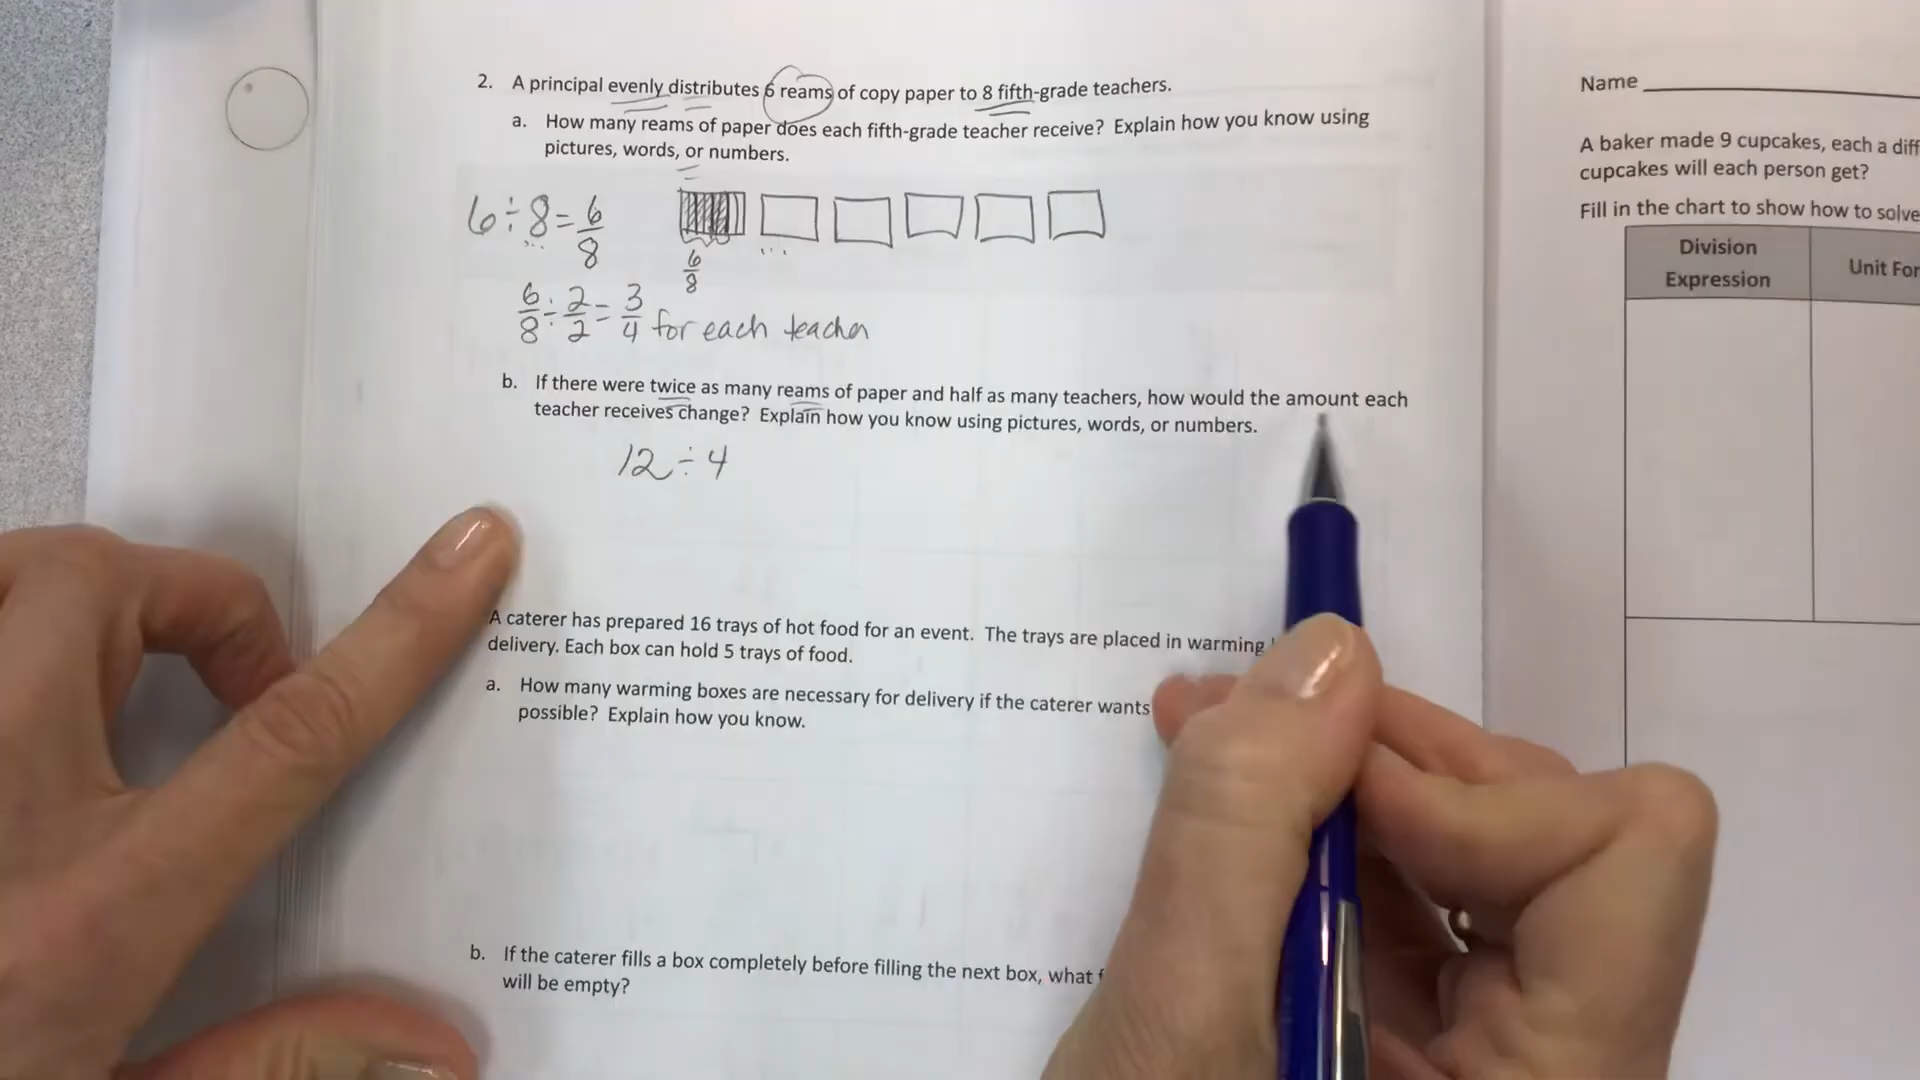 2. A principal evenly distributes 6 reams of copy paper to 8 fifth-grade teachers.
a. How many reams of paper does each fifth-grade teacher receive? Explain how you know using
pictures, words, or numbers.
6 ÷ 8 = 6/8
6/8
6/8 ÷ 2/2 = 3/4 for each teacher
b. If there were twice as many reams of paper and half as many teachers, how would the amount each
teacher receives change? Explain how you know using pictures, words, or numbers.
12 ÷ 4
A caterer has prepared 16 trays of hot food for an event. The trays are placed in warming
delivery. Each box can hold 5 trays of food.
a. How many warming boxes are necessary for delivery if the caterer wants
possible? Explain how you know.
b. If the caterer fills a box completely before filling the next box, what
will be empty?
Name
A baker made 9 cupcakes, each a diff
cupcakes will each person get?
Fill in the chart to show how to solve
Division
Expression
Unit For